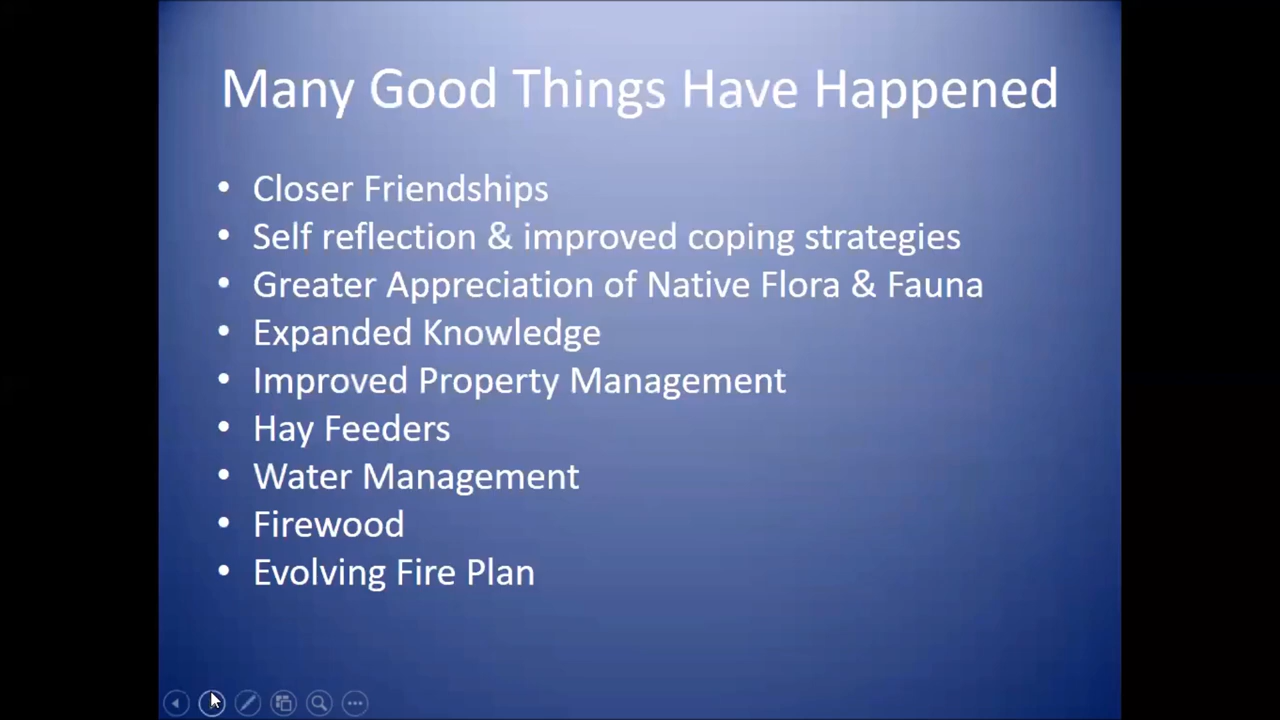 Many Good Things Have Happened
• Closer Friendships
• Self reflection & improved coping strategies
• Greater Appreciation of Native Flora & Fauna
• Expanded Knowledge
• Improved Property Management
• Hay Feeders
• Water Management
• Firewood
• Evolving Fire Plan